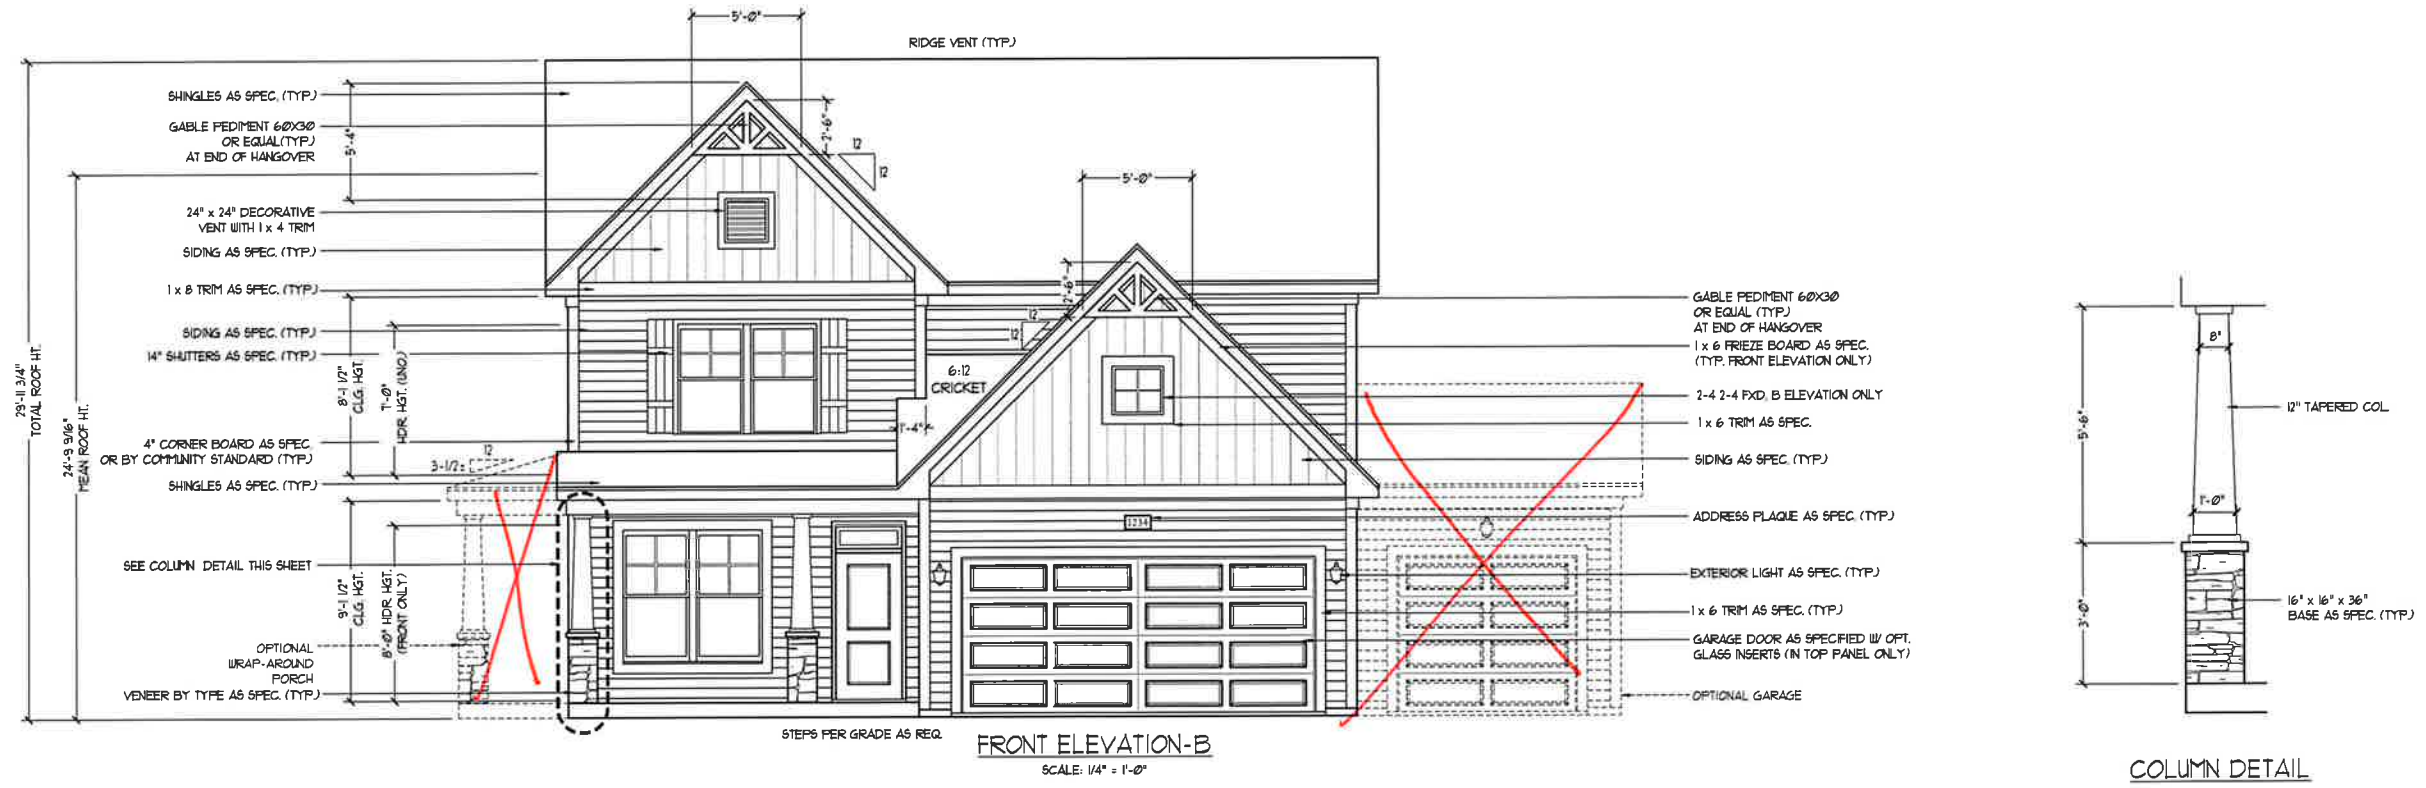 5'-0"
RIDGE VENT (TYP.)
SHINGLES AS SPEC. (TYP.)
GABLE PEDIMENT 60X30
OR EQUAL(TYP.)
AT END OF HANGOVER
5'-4"
2'-6"
12
12
24" x 24" DECORATIVE
VENT WITH 1 x 4 TRIM
SIDING AS SPEC. (TYP.)
1 x 8 TRIM AS SPEC. (TYP.)
SIDING AS SPEC. (TYP.)
14" SHUTTERS AS SPEC. (TYP.)
29'-11 3/4"
TOTAL ROOF HT.
24'-9 9/16"
MEAN ROOF HT.
8'-1 1/2"
CLG. HGT.
7'-0"
HDR. HGT. (UNO)
4" CORNER BOARD AS SPEC.
OR BY COMMUNITY STANDARD (TYP.)
12
3-1/2±
SHINGLES AS SPEC. (TYP.)
SEE COLUMN DETAIL THIS SHEET
9'-1 1/2"
CLG. HGT.
8'-0" HDR. HGT.
(FRONT ONLY)
OPTIONAL
WRAP-AROUND
PORCH
VENEER BY TYPE AS SPEC. (TYP.)
5'-0"
2'-6"
12
12
6:12
CRICKET
1'-4"
1234
GABLE PEDIMENT 60X30
OR EQUAL (TYP.)
AT END OF HANGOVER
1 x 6 FRIEZE BOARD AS SPEC.
(TYP. FRONT ELEVATION ONLY)
2-4 2-4 FXD. B ELEVATION ONLY
1 x 6 TRIM AS SPEC.
SIDING AS SPEC. (TYP.)
ADDRESS PLAQUE AS SPEC. (TYP.)
EXTERIOR LIGHT AS SPEC. (TYP.)
1 x 6 TRIM AS SPEC. (TYP.)
GARAGE DOOR AS SPECIFIED W/ OPT.
GLASS INSERTS (IN TOP PANEL ONLY)
OPTIONAL GARAGE
STEPS PER GRADE AS REQ.
FRONT ELEVATION-B
SCALE: 1/4" = 1'-0"
8"
5'-6"
12" TAPERED COL.
1'-0"
3'-0"
16" x 16" x 36"
BASE AS SPEC. (TYP.)
COLUMN DETAIL